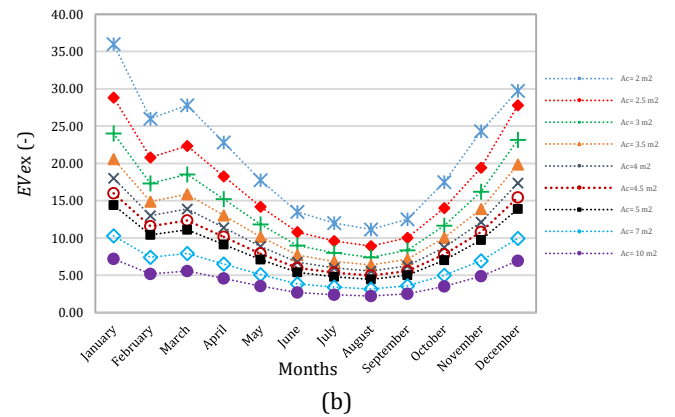 40.00
35.00
30.00
25.00
20.00
15.00
10.00
5.00
0.00
EVex (-)
January
February
March
April
May
June
July
August
September
October
November
December
Months
Ac= 2 m2
Ac= 2.5 m2
Ac= 3 m2
Ac= 3.5 m2
Ac=4 m2
Ac=4.5 m2
Ac= 5 m2
Ac= 7 m2
Ac= 10 m2
(b)